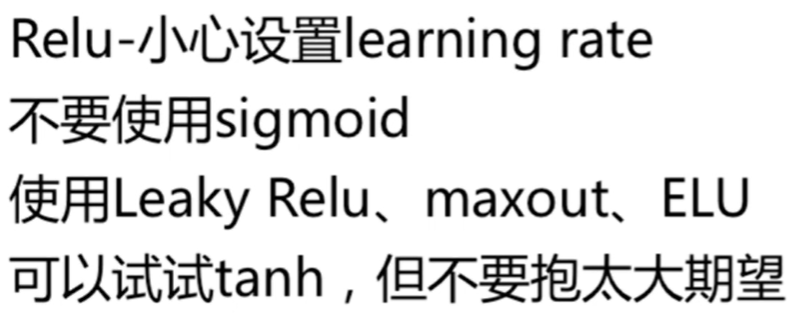 Relu-小心设置learning rate
不要使用sigmoid
使用Leaky Relu、maxout、ELU
可以试试tanh，但不要抱太大期望